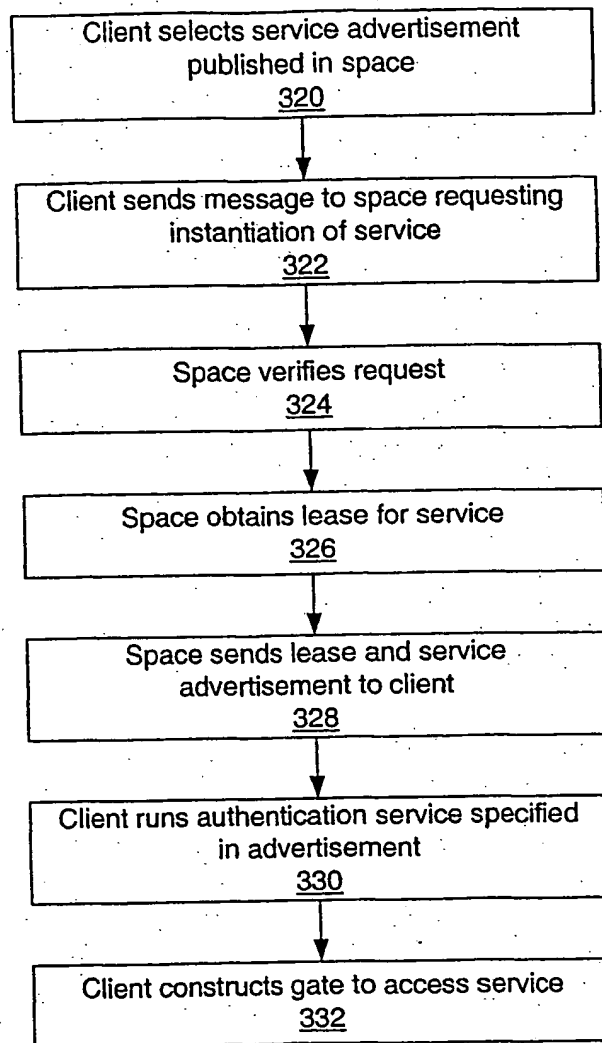 Client selects service advertisement
published in space
320
Client sends message to space requesting
instantiation of service
322
Space verifies request
324
Space obtains lease for service
326
Space sends lease and service
advertisement to client
328
Client runs authentication service specified
in advertisement
330
Client constructs gate to access service
332